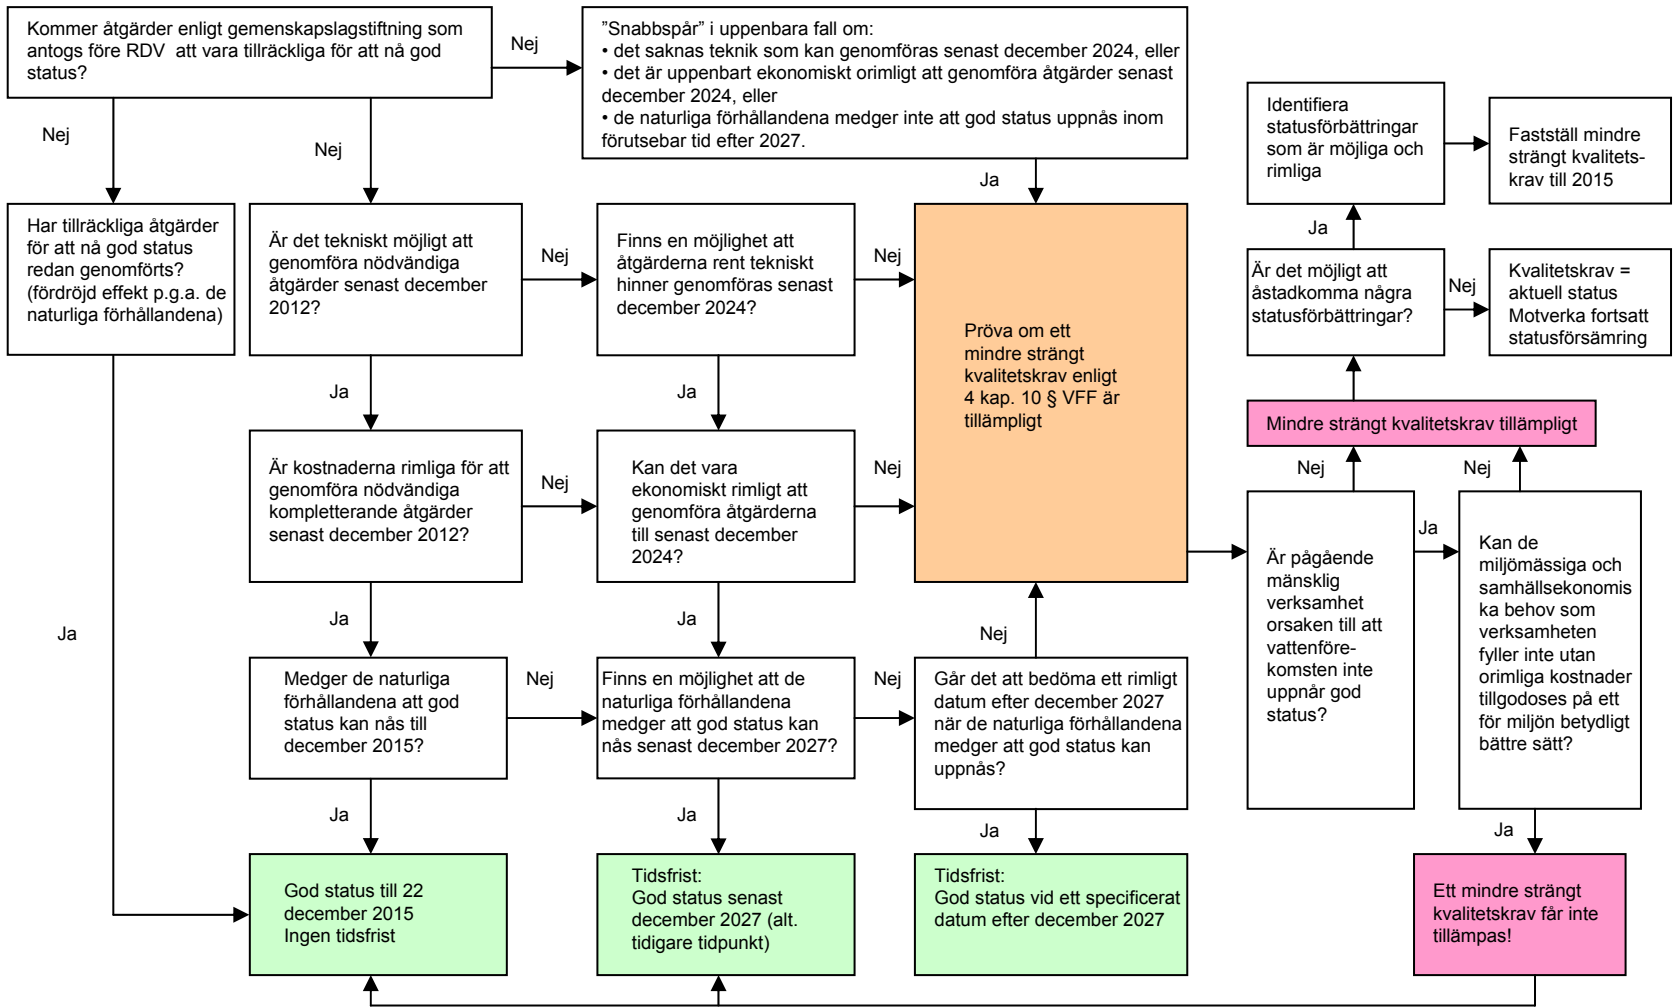 Kommer åtgärder enligt gemenskapslagstiftning som
antogs före RDV att vara tillräckliga för att nå god
status?
Nej
"Snabbspår" i uppenbara fall om:
• det saknas teknik som kan genomföras senast december 2024, eller
• det är uppenbart ekonomiskt orimligt att genomföra åtgärder senast
december 2024, eller
• de naturliga förhållandena medger inte att god status uppnås inom
förutsebar tid efter 2027.
Identifiera
statusförbättringar
som är möjliga och
rimliga
Fastställ mindre
strängt kvalitets-
krav till 2015
Nej
Nej
Ja
Ja
Har tillräckliga åtgärder
för att nå god status
redan genomförts?
(fördröjd effekt p.g.a. de
naturliga förhållandena)
Är det tekniskt möjligt att
genomföra nödvändiga
åtgärder senast december
2012?
Nej
Finns en möjlighet att
åtgärderna rent tekniskt
hinner genomföras senast
december 2024?
Nej
Pröva om ett
mindre strängt
kvalitetskrav enligt
4 kap. 10 § VFF är
tillämpligt
Är det möjligt att
åstadkomma några
statusförbättringar?
Nej
Kvalitetskrav =
aktuell status
Motverka fortsatt
statusförsämring
Ja
Ja
Mindre strängt kvalitetskrav tillämpligt
Nej
Nej
Är kostnaderna rimliga för att
genomföra nödvändiga
kompletterande åtgärder
senast december 2012?
Nej
Kan det vara
ekonomiskt rimligt att
genomföra åtgärderna
till senast december
2024?
Nej
Är pågående
mänsklig
verksamhet
orsaken till att
vattenföre-
komsten inte
uppnår god
status?
Ja
Kan de
miljömässiga och
samhällsekonomis
ka behov som
verksamheten
fyller inte utan
orimliga kostnader
tillgodoses på ett
för miljön betydligt
bättre sätt?
Ja
Ja
Ja
Nej
Medger de naturliga
förhållandena att god
status kan nås till
december 2015?
Nej
Finns en möjlighet att de
naturliga förhållandena
medger att god status kan
nås senast december 2027?
Nej
Går det att bedöma ett rimligt
datum efter december 2027
när de naturliga förhållandena
medger att god status kan
uppnås?
Ja
Ja
Ja
Ja
God status till 22
december 2015
Ingen tidsfrist
Tidsfrist:
God status senast
december 2027 (alt.
tidigare tidpunkt)
Tidsfrist:
God status vid ett specificerat
datum efter december 2027
Ett mindre strängt
kvalitetskrav får inte
tillämpas!